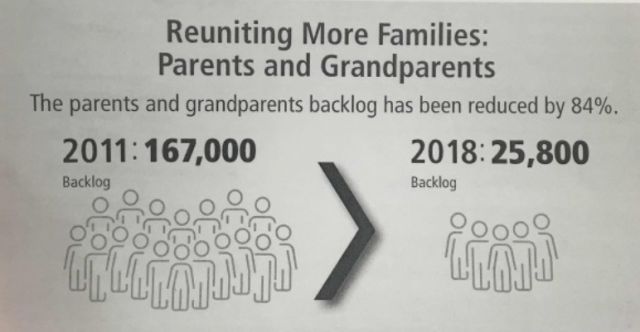 Reuniting More Families:
Parents and Grandparents
The parents and grandparents backlog has been reduced by 84%.
2011: 167,000
Backlog
2018: 25,800
Backlog